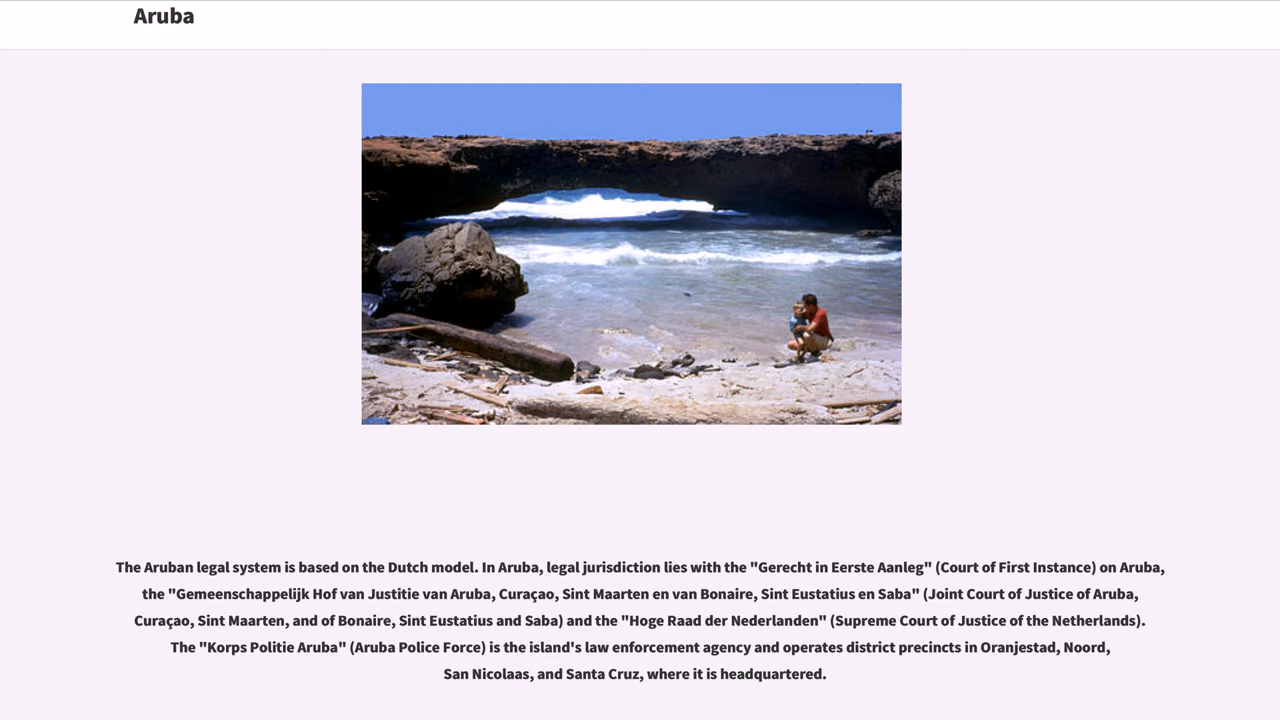 Aruba
The Aruban legal system is based on the Dutch model. In Aruba, legal jurisdiction lies with the "Gerecht in Eerste Aanleg" (Court of First Instance) on Aruba,
the "Gemeenschappelijk Hof van Justitie van Aruba, Curaçao, Sint Maarten en van Bonaire, Sint Eustatius en Saba" (Joint Court of Justice of Aruba,
Curaçao, Sint Maarten, and of Bonaire, Sint Eustatius and Saba) and the "Hoge Raad der Nederlanden" (Supreme Court of Justice of the Netherlands).
The "Korps Politie Aruba" (Aruba Police Force) is the island's law enforcement agency and operates district precincts in Oranjestad, Noord,
San Nicolaas, and Santa Cruz, where it is headquartered.